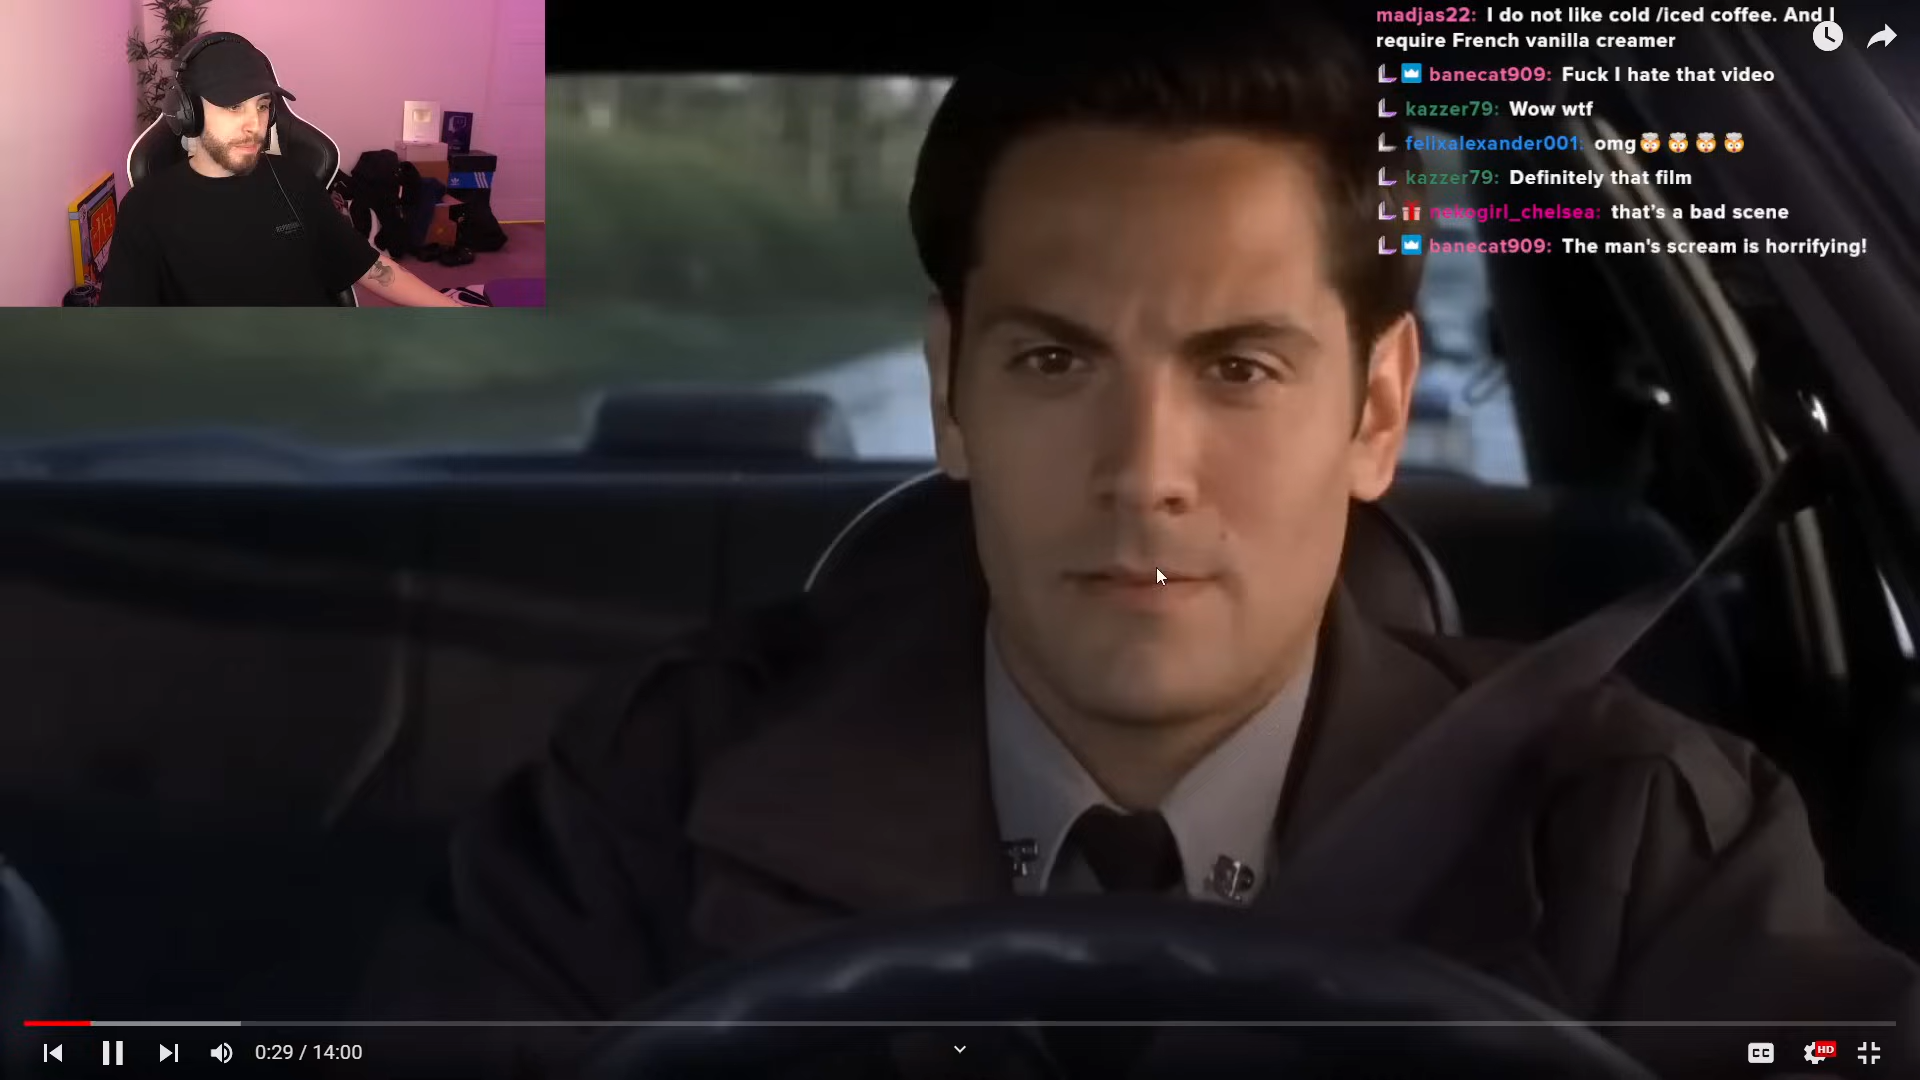 madjas22: I do not like cold /iced coffee. And I
require French vanilla creamer
banecat909: Fuck I hate that video
kazzer79: Wow wtf
felixalexander001: omg🤯 🤯 🤯 🤯
kazzer79: Definitely that film
nekogirl_chelsea: that's a bad scene
banecat909: The man's scream is horrifying!
0:29 / 14:00
CC
HD